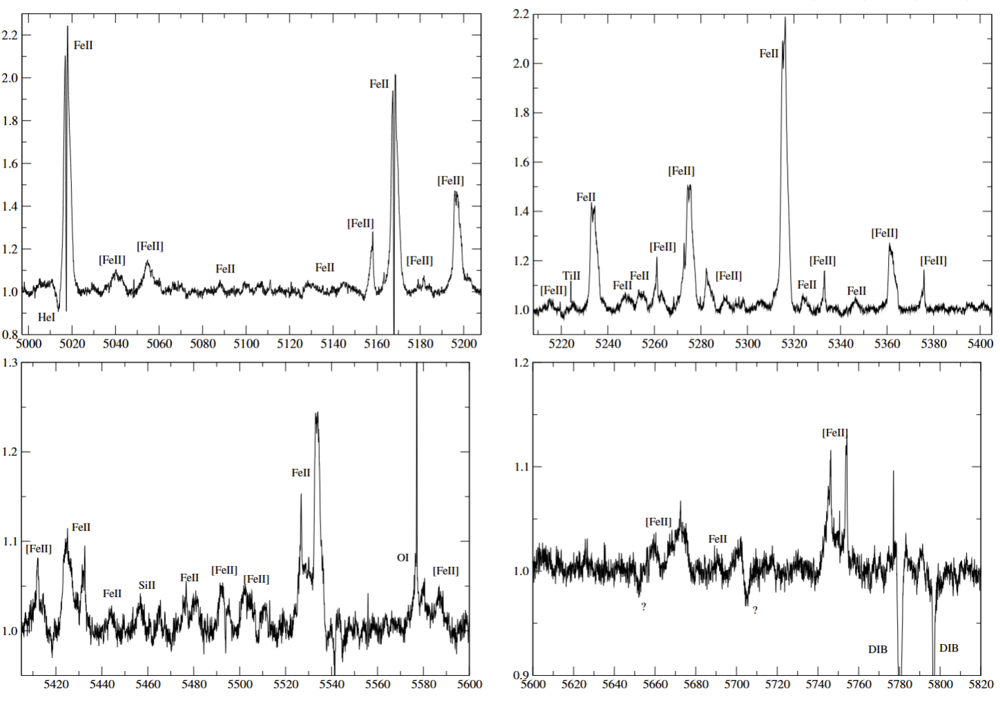 2.2
2.0
1.8
1.6
1.4
1.2
1.0
0.8
FeII
HeI
[FeII]
[FeII]
FeII
FeII
[FeII]
FeII
[FeII]
[FeII]
5000 5020 5040 5060 5080 5100 5120 5140 5160 5180 5200
2.2
2.0
1.8
1.6
1.4
1.2
1.0
[FeII]
TiII
FeII
FeII
FeII
[FeII]
[FeII]
[FeII]
FeII
FeII
[FeII]
FeII
[FeII]
[FeII]
5220 5240 5260 5280 5300 5320 5340 5360 5380 5400
1.3
1.2
1.1
1.0
[FeII]
FeII
FeII
SiII
FeII
[FeII]
[FeII]
FeII
OI
[FeII]
5420 5440 5460 5480 5500 5520 5540 5560 5580 5600
1.2
1.1
1.0
0.9
?
[FeII]
FeII
?
[FeII]
DIB
DIB
5600 5620 5640 5660 5680 5700 5720 5740 5760 5780 5800 5820